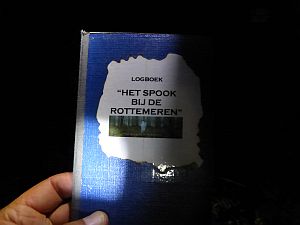 LOGBOEK
"HET SPOOK
BIJ DE
ROTTEMEREN"